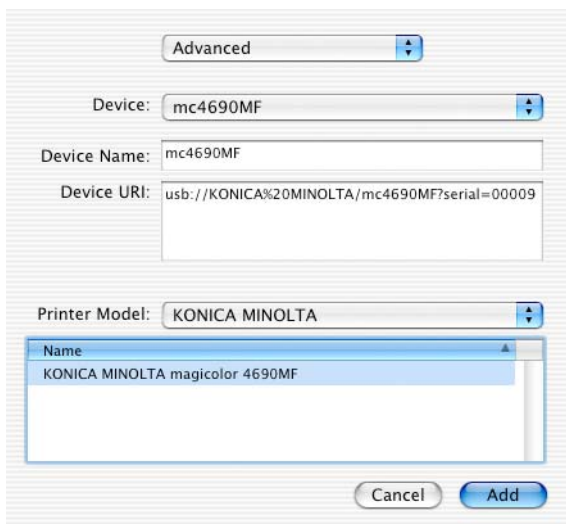 Advanced
Device: mc4690MF
Device Name: mc4690MF
Device URI: usb://KONICA%20MINOLTA/mc4690MF?serial=00009
Printer Model: KONICA MINOLTA
Name
KONICA MINOLTA magicolor 4690MF
Cancel Add